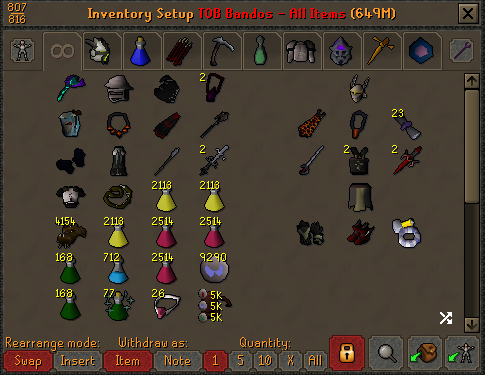 807
816
Inventory Setup TOB Bandos - All Items (649M)
2
23
2
2
2
2118
2118
4154
2118
2514
2514
168
712
2514
9290
168
77
26
5K
5K
5K
Rearrange mode:
Withdraw as:
Quantity:
Swap
Insert
Item
Note
1
5
10
X
All